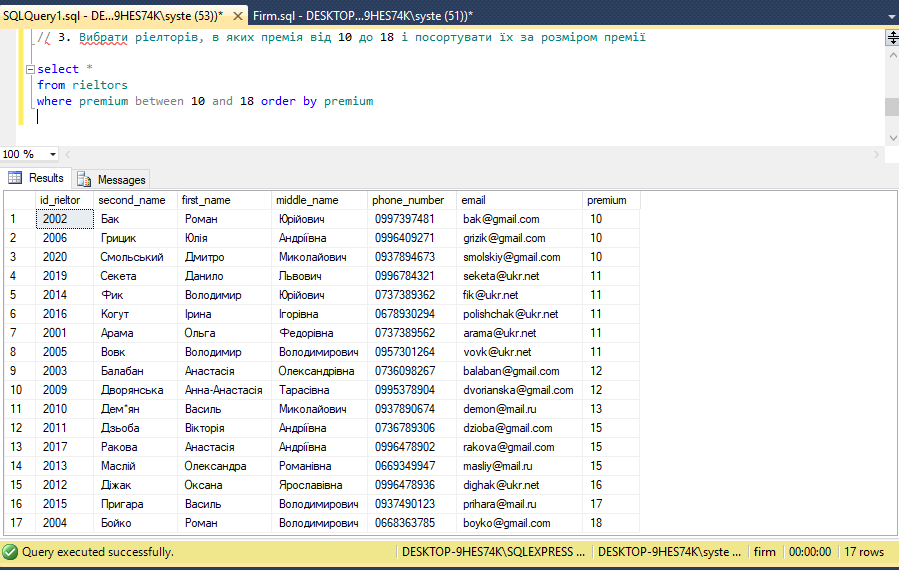 SQLQuery1.sql - DE...9HES74K\syste (53))* Firm.sql - DESKTOP...9HES74K\syste (51))*
// 3. Вибрати ріелторів, в яких премія від 10 до 18 і посортувати їх за розміром премії
select *
from rieltors
where premium between 10 and 18 order by premium
100 %
Results Messages
id_rieltor second_name first_name middle_name phone_number email premium
1 2002 Бак Роман Юрійович 0997397481 bak@gmail.com 10
2 2006 Грицик Юлія Андріївна 0996409271 grizik@gmail.com 10
3 2020 Смольський Дмитро Миколайович 0937894673 smolskiy@gmail.com 10
4 2019 Секета Данило Львович 0996784321 seketa@ukr.net 11
5 2014 Фик Володимир Юрійович 0737389362 fik@ukr.net 11
6 2016 Когут Ірина Ігорівна 0678930294 polishchak@ukr.net 11
7 2001 Арама Ольга Федорівна 0737389562 arama@ukr.net 11
8 2005 Вовк Володимир Володимирович 0957301264 vovk@ukr.net 11
9 2003 Балабан Анастасія Олександрівна 0736098267 balaban@gmail.com 12
10 2009 Дворянська Анна-Анастасія Тарасівна 0995378904 dvorianska@gmail.com 12
11 2010 Дем"ян Василь Миколайович 0937890674 demon@mail.ru 13
12 2011 Дзьоба Вікторія Андріївна 0736789306 dzioba@gmail.com 15
13 2017 Ракова Анастасія Андріївна 0996478902 rakova@gmail.com 15
14 2013 Маслій Олександра Романівна 0669349947 masliy@mail.ru 15
15 2012 Діжак Оксана Ярославівна 0996478936 dighak@ukr.net 16
16 2015 Пригара Василь Володимирович 0937490123 prihara@mail.ru 17
17 2004 Бойко Роман Володимирович 0668363785 boyko@gmail.com 18
Query executed successfully. DESKTOP-9HES74K\SQLEXPRESS ... DESKTOP-9HES74K\syste ... firm 00:00:00 17 rows